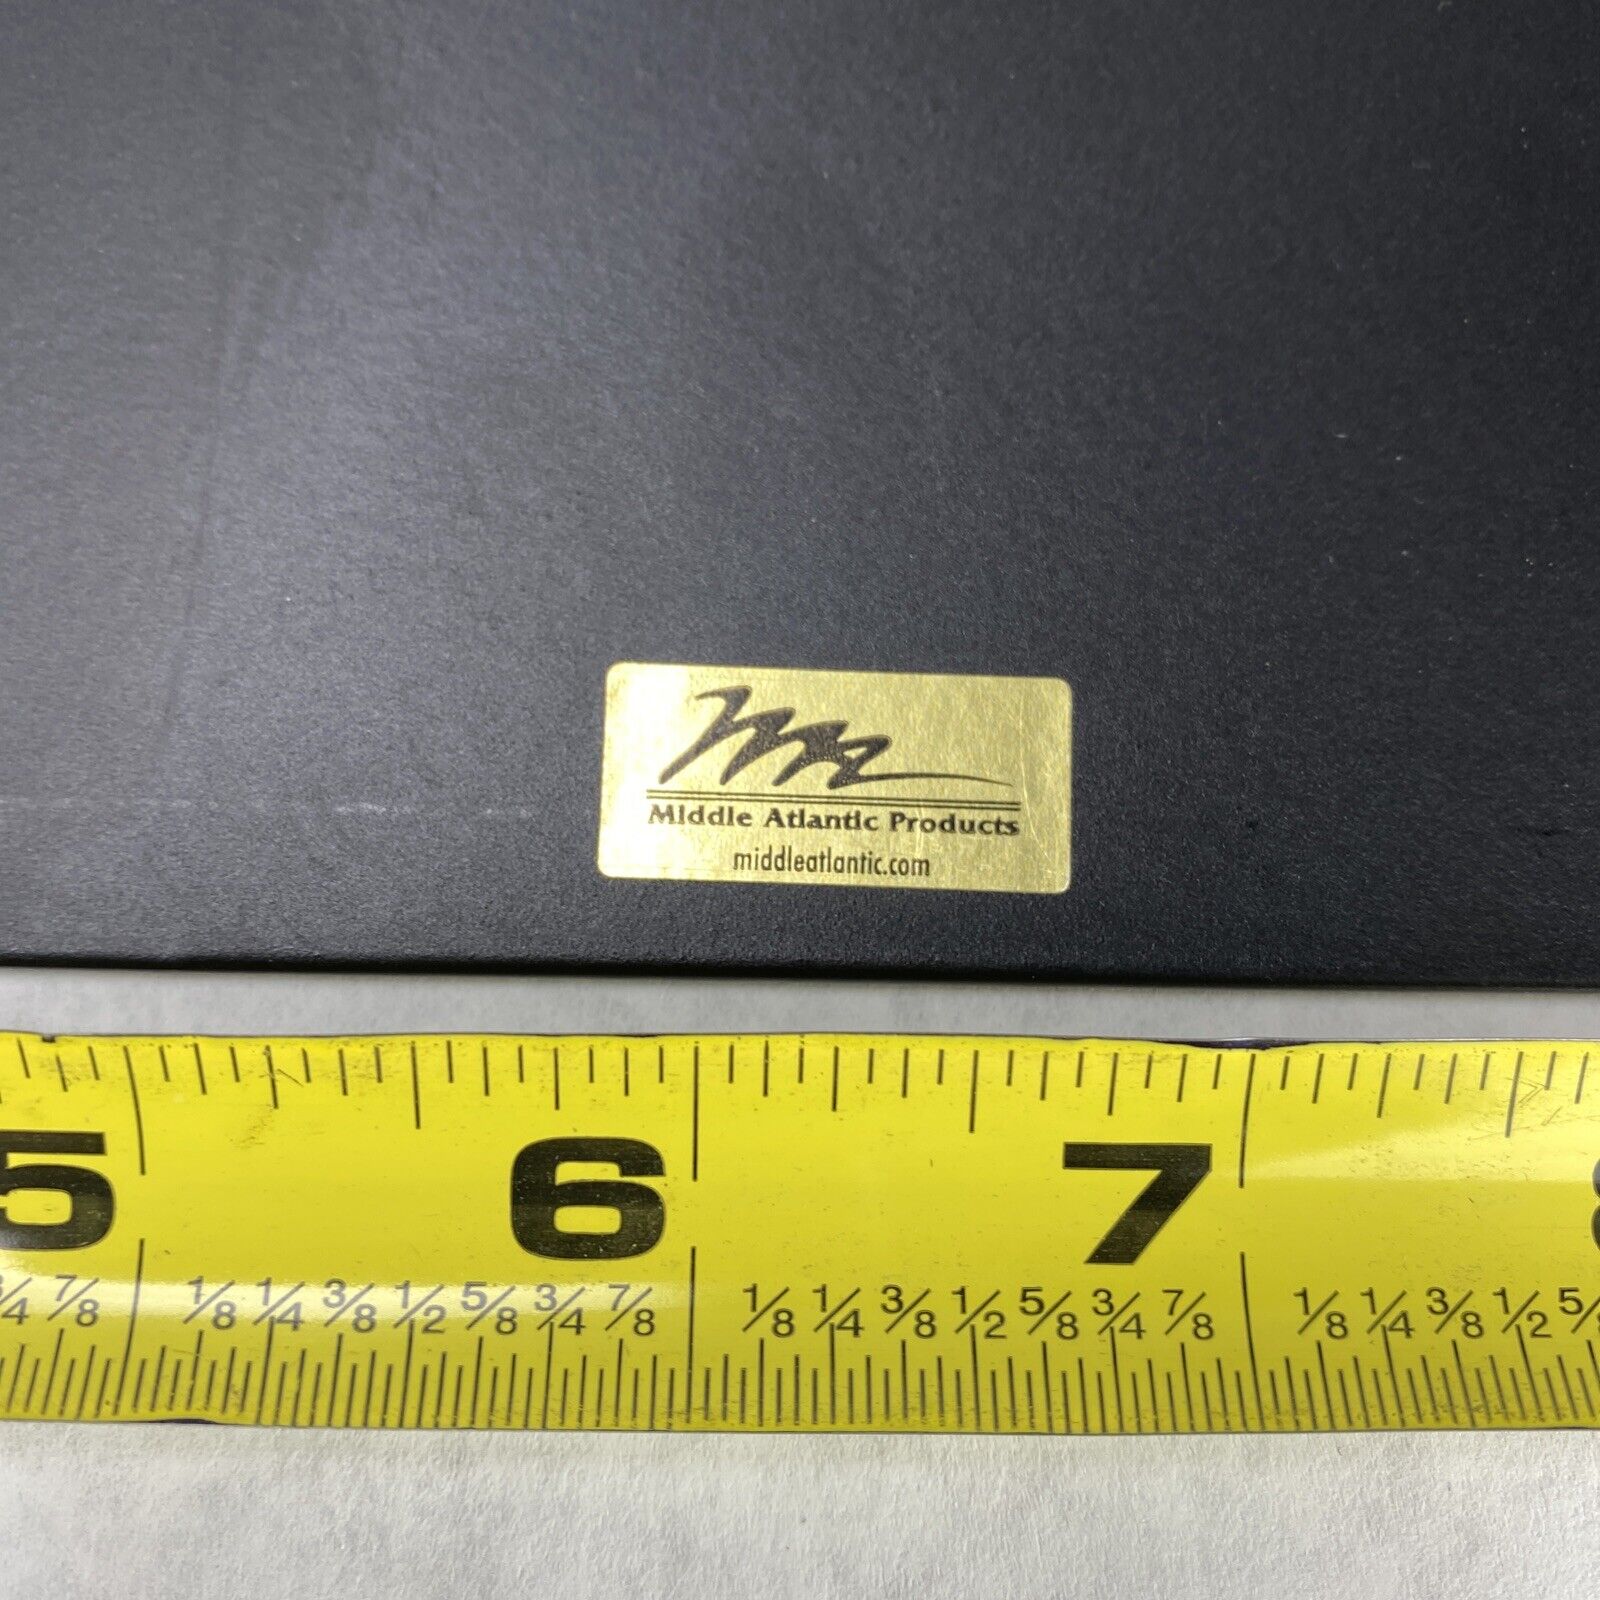 Middle Atlantic Products
middleatlantic.com
5 6 7
7/8 1/8 1/4 3/8 1/2 5/8 3/4 7/8 1/8 1/4 3/8 1/2 5/8 3/4 7/8 1/8 1/4 3/8 1/2